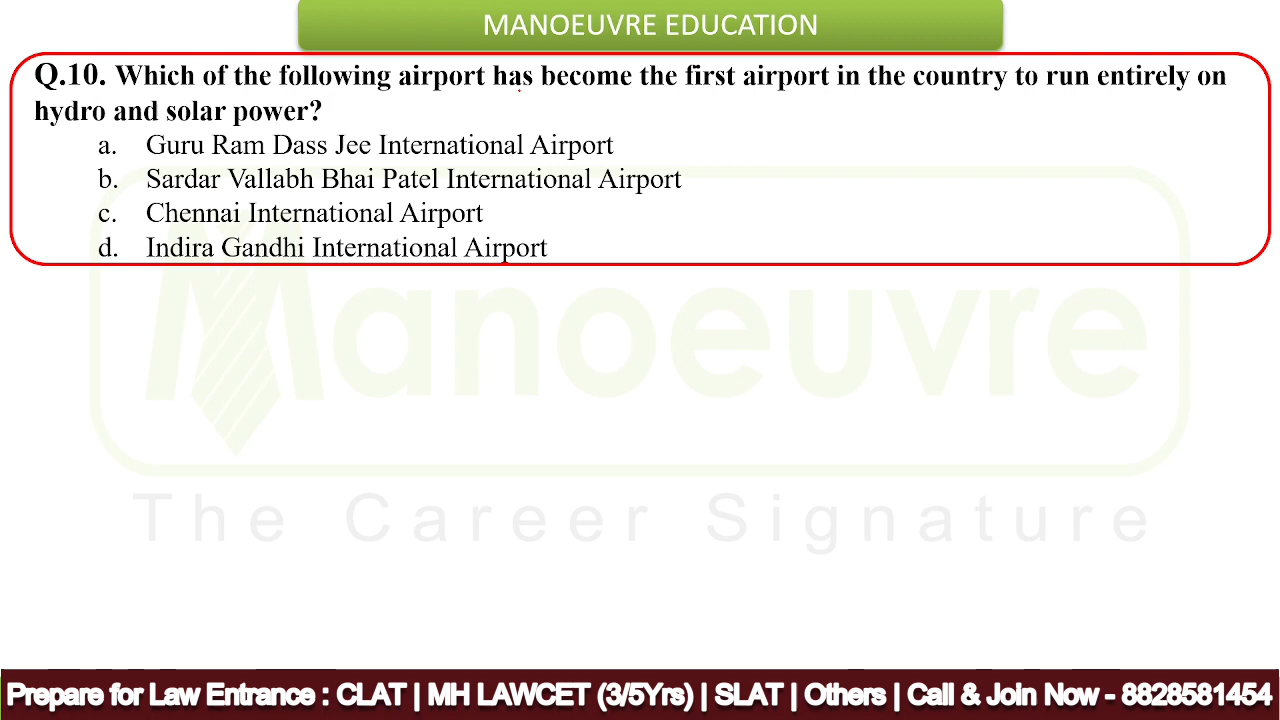 MANOEUVRE EDUCATION
Q.10. Which of the following airport has become the first airport in the country to run entirely on
hydro and solar power?
a. Guru Ram Dass Jee International Airport
b. Sardar Vallabh Bhai Patel International Airport
c. Chennai International Airport
d. Indira Gandhi International Airport
Manoeuvre
The Career Signature
Prepare for Law Entrance : CLAT | MH LAWCET (3/5Yrs) | SLAT | Others | Call & Join Now - 8828581454